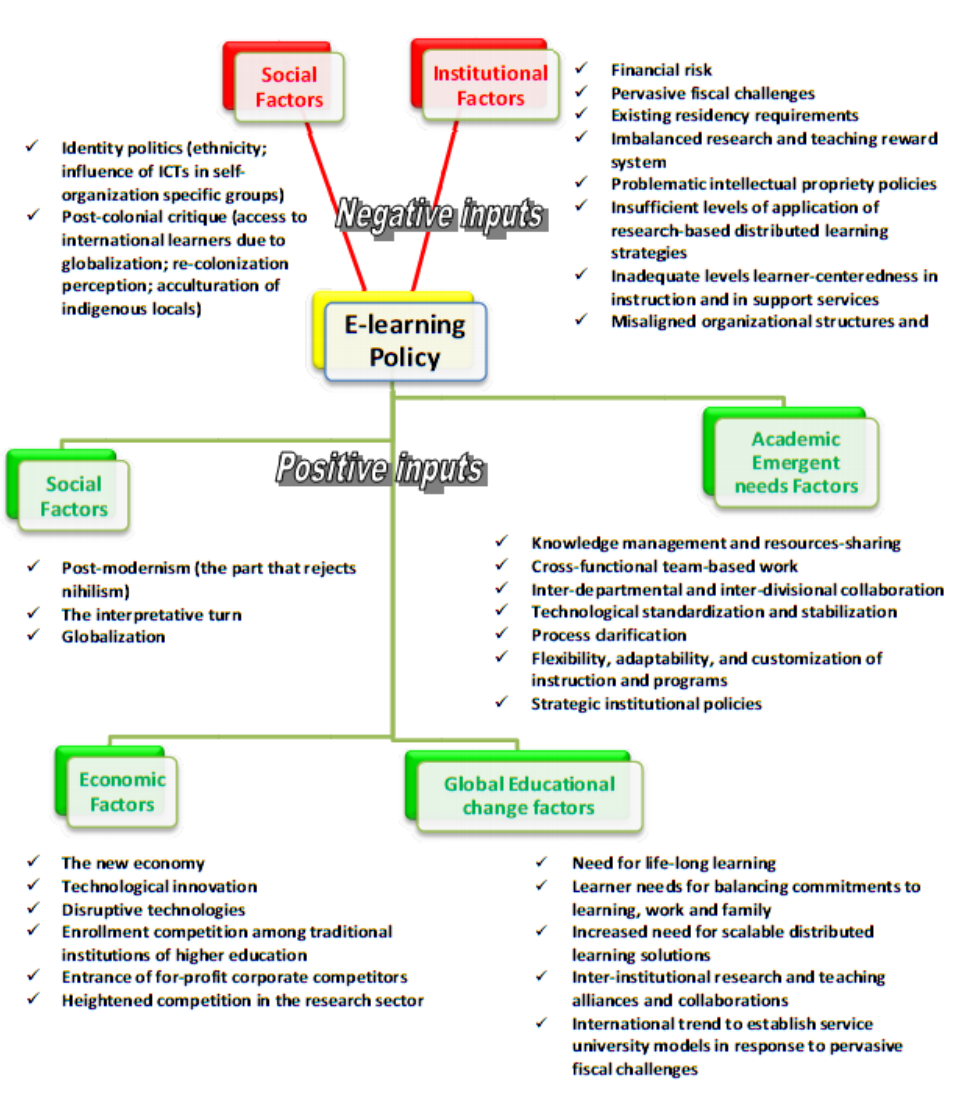 Social
Factors
Institutional
Factors
✓ Financial risk
✓ Pervasive fiscal challenges
✓ Existing residency requirements
✓ Imbalanced research and teaching reward
system
✓ Problematic intellectual propriety policies
✓ Insufficient levels of application of
research-based distributed learning
strategies
✓ Inadequate levels learner-centeredness in
instruction and in support services
✓ Misaligned organizational structures and
✓ Identity politics (ethnicity;
influence of ICTs in self-
organization specific groups)
✓ Post-colonial critique (access to
international learners due to
globalization; re-colonization
perception; acculturation of
indigenous locals)
Negative inputs
E-learning
Policy
Positive inputs
Social
Factors
✓ Post-modernism (the part that rejects
nihilism)
✓ The interpretative turn
✓ Globalization
Academic
Emergent
needs Factors
✓ Knowledge management and resources-sharing
✓ Cross-functional team-based work
✓ Inter-departmental and inter-divisional collaboration
✓ Technological standardization and stabilization
✓ Process clarification
✓ Flexibility, adaptability, and customization of
instruction and programs
✓ Strategic institutional policies
Economic
Factors
✓ The new economy
✓ Technological innovation
✓ Disruptive technologies
✓ Enrollment competition among traditional
institutions of higher education
✓ Entrance of for-profit corporate competitors
✓ Heightened competition in the research sector
Global Educational
change factors
✓ Need for life-long learning
✓ Learner needs for balancing commitments to
learning, work and family
✓ Increased need for scalable distributed
learning solutions
✓ Inter-institutional research and teaching
alliances and collaborations
✓ International trend to establish service
university models in response to pervasive
fiscal challenges